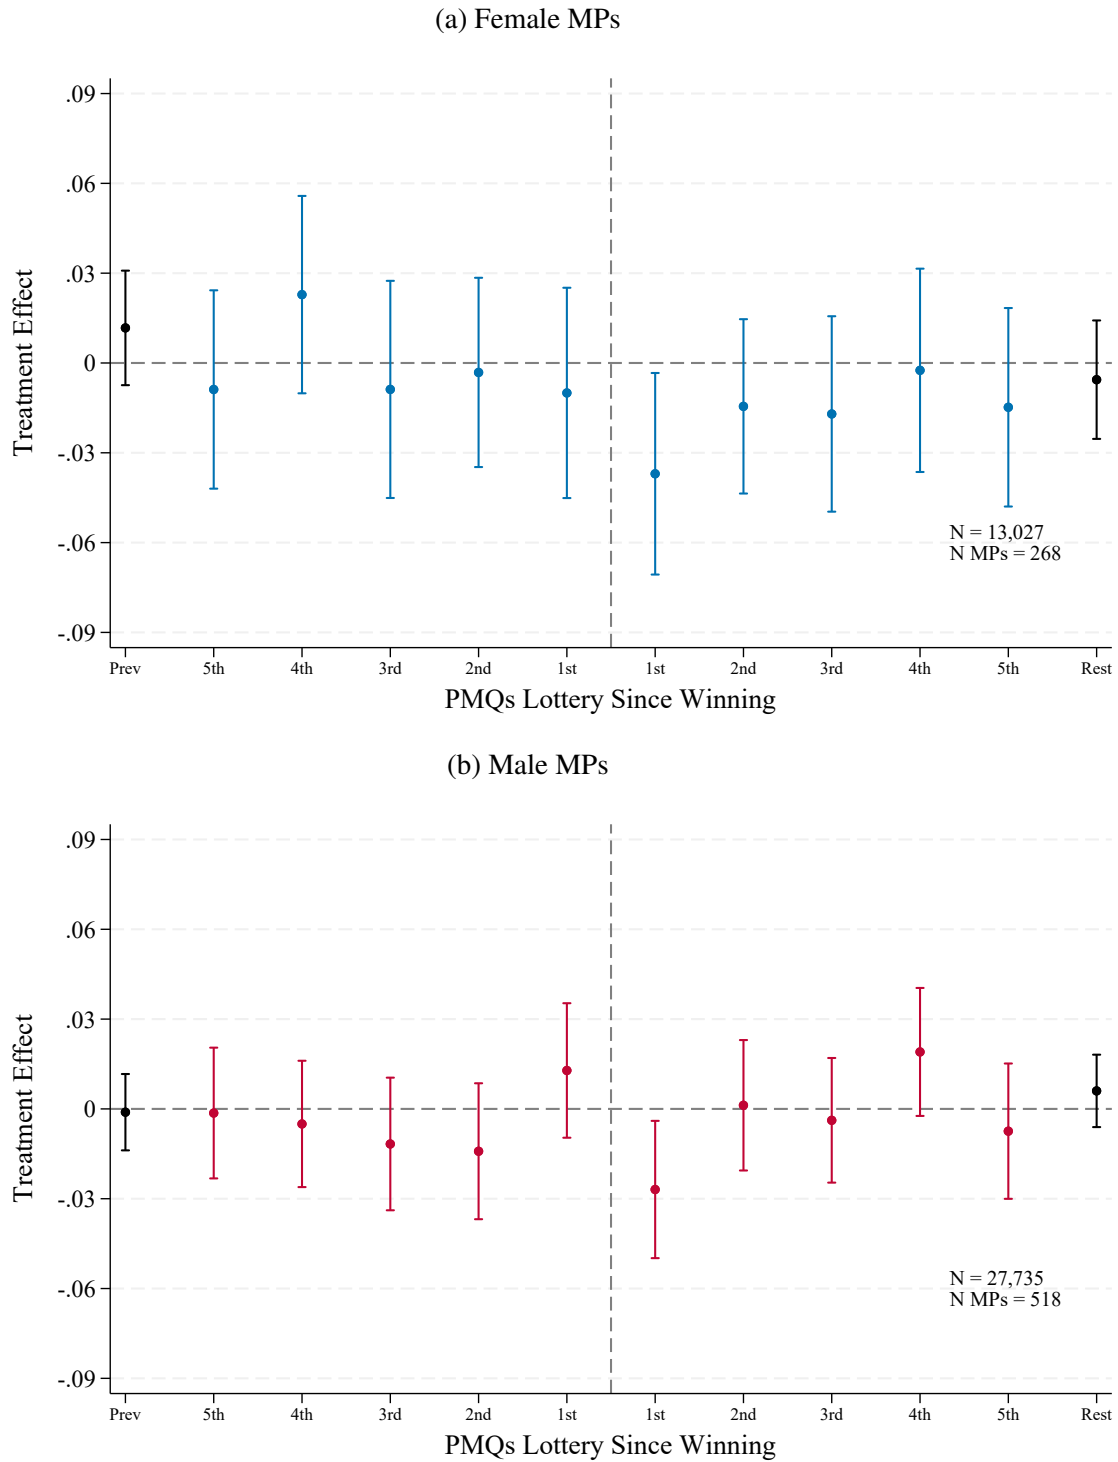 (a) Female MPs
.09
.06
.03
0
-.03
-.06
-.09
Treatment Effect
N = 13,027
N MPs = 268
Prev 5th 4th 3rd 2nd 1st 1st 2nd 3rd 4th 5th Rest
PMQs Lottery Since Winning
(b) Male MPs
.09
.06
.03
0
-.03
-.06
-.09
Treatment Effect
N = 27,735
N MPs = 518
Prev 5th 4th 3rd 2nd 1st 1st 2nd 3rd 4th 5th Rest
PMQs Lottery Since Winning